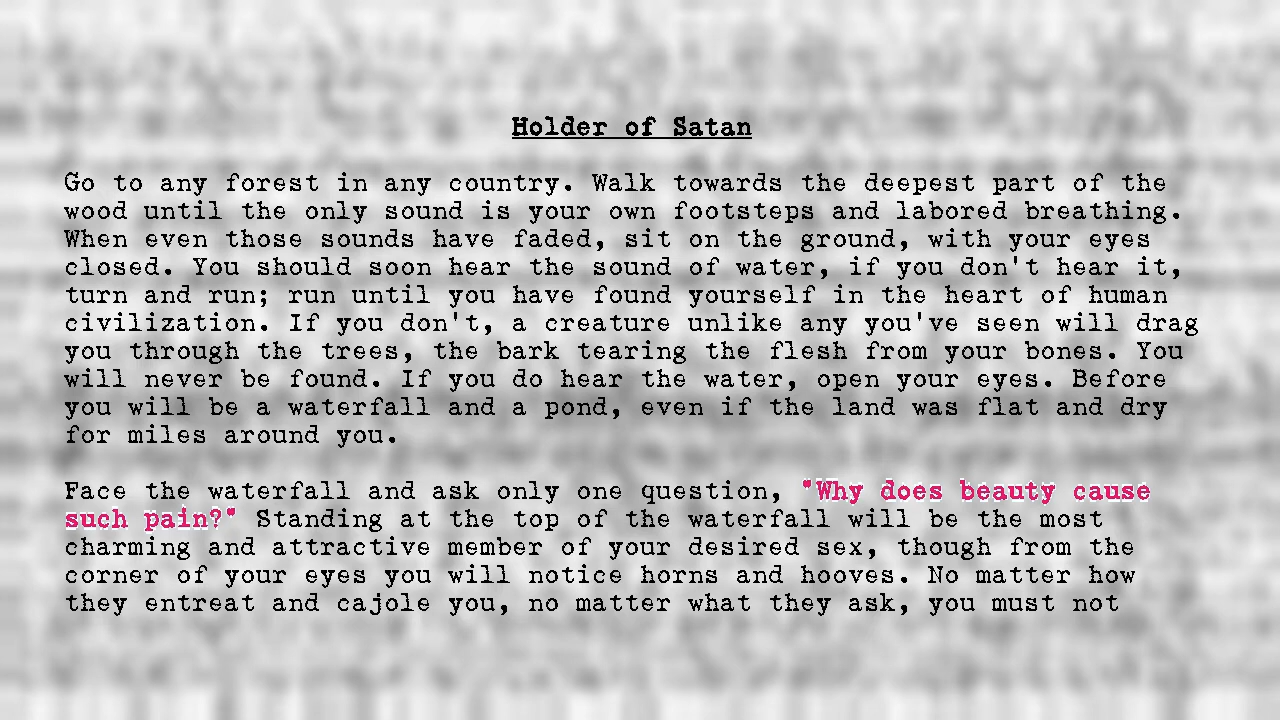 Holder of Satan
Go to any forest in any country. Walk towards the deepest part of the
wood until the only sound is your own footsteps and labored breathing.
When even those sounds have faded, sit on the ground, with your eyes
closed. You should soon hear the sound of water, if you don't hear it,
turn and run; run until you have found yourself in the heart of human
civilization. If you don't, a creature unlike any you've seen will drag
you through the trees, the bark tearing the flesh from your bones. You
will never be found. If you do hear the water, open your eyes. Before
you will be a waterfall and a pond, even if the land was flat and dry
for miles around you.
Face the waterfall and ask only one question, "Why does beauty cause
such pain?" Standing at the top of the waterfall will be the most
charming and attractive member of your desired sex, though from the
corner of your eyes you will notice horns and hooves. No matter how
they entreat and cajole you, no matter what they ask, you must not